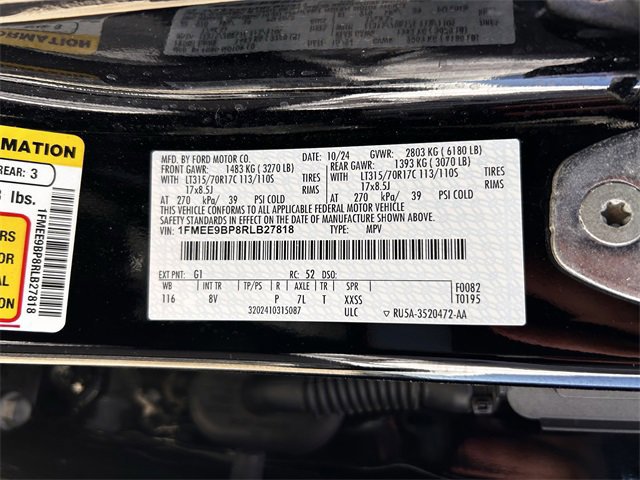 ORMATION
REAR: 3
lbs.
1FMEE9BP8RLB27818
MFD. BY FORD MOTOR CO. DATE: 10/24 GVWR: 2803 KG ( 6180 LB)
FRONT GAWR: 1483 KG ( 3270 LB) REAR GAWR: 1393 KG ( 3070 LB)
WITH LT315/70R17C 113/110S TIRES WITH LT315/70R17C 113/110S TIRES
17x8.5J RIMS 17x8.5J RIMS
AT 270 kPa/ 39 PSI COLD AT 270 kPa/ 39 PSI COLD
THIS VEHICLE CONFORMS TO ALL APPLICABLE FEDERAL MOTOR VEHICLE
SAFETY STANDARDS IN EFFECT ON THE DATE OF MANUFACTURE SHOWN ABOVE.
VIN: 1FMEE9BP8RLB27818 TYPE: MPV
EXT PNT: G1 RC: 52 DSO:
WB INT TR TP/PS R AXLE TR SPR F0082
116 8V P 7L T XXSS T0195
3202410315087 ULC ▽ RU5A-3520472-AA